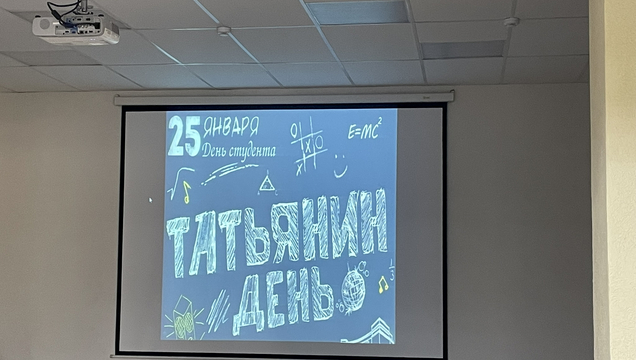 25 ЯНВАРЯ
День студента
E=MC²
ТАТЬЯНИН
ДЕНЬ